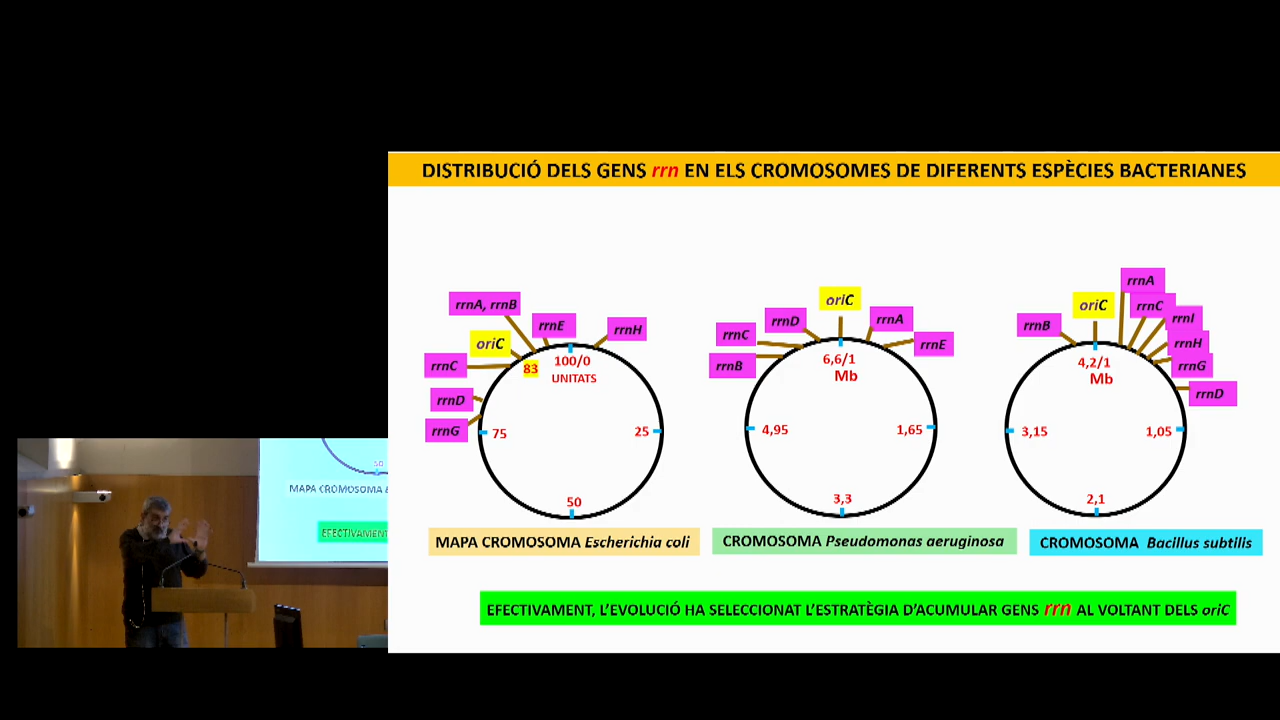 DISTRIBUCIÓ DELS GENS rrn EN ELS CROMOSOMES DE DIFERENTS ESPÈCIES BACTERIANES
rrnA, rrnB
rrnE
rrnH
oriC
rrnC
83
100/0
UNITATS
rrnD
rrnG
75
25
50
MAPA CROMOSOMA Escherichia coli
oriC
rrnD
rrnA
rrnC
rrnE
rrnB
6,6/1
Mb
4,95
1,65
3,3
CROMOSOMA Pseudomonas aeruginosa
rrnA
oriC
rrnC
rrnI
rrnB
rrnH
rrnG
rrnD
4,2/1
Mb
3,15
1,05
2,1
CROMOSOMA Bacillus subtilis
EFECTIVAMENT, L'EVOLUCIÓ HA SELECCIONAT L'ESTRATÈGIA D'ACUMULAR GENS rrn AL VOLTANT DELS oriC
50
MAPA CROMOSOMA
EFECTIVAMENT